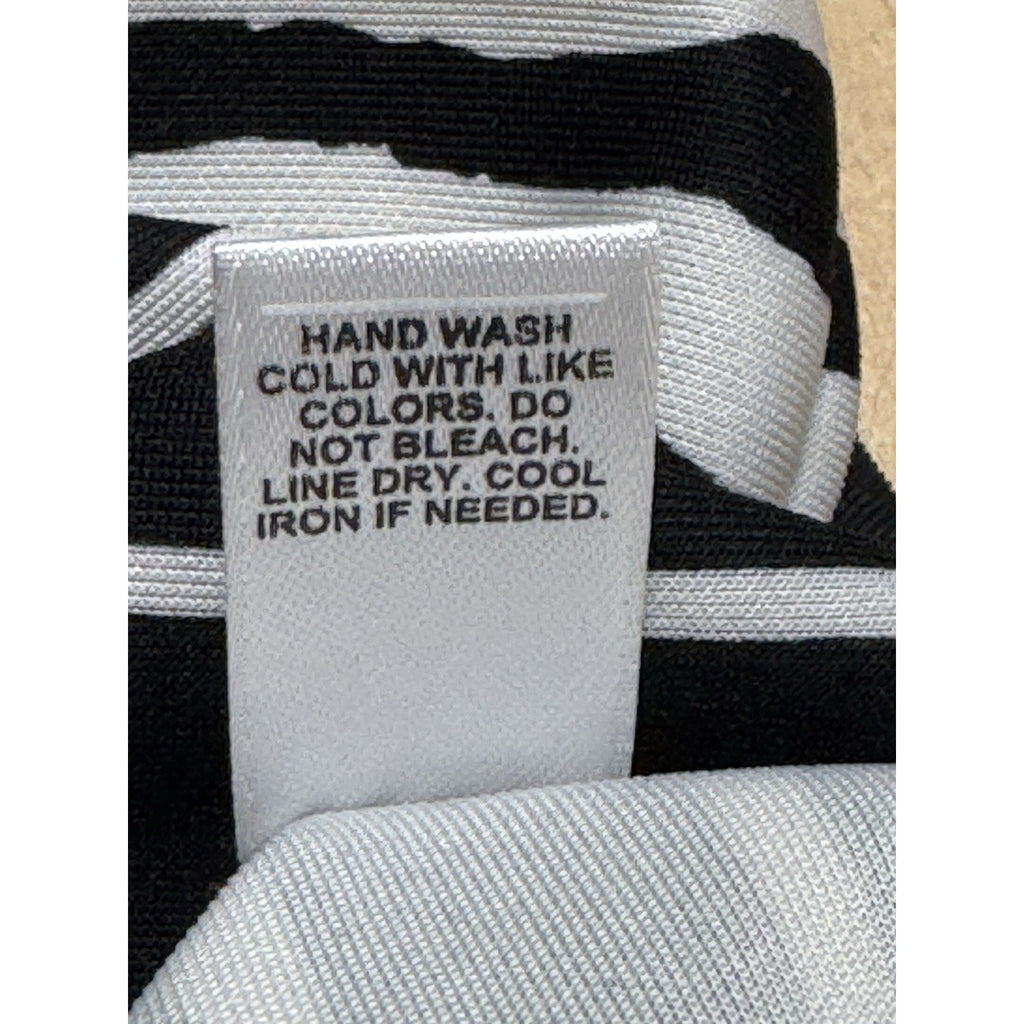 HAND WASH
COLD WITH LIKE
COLORS. DO
NOT BLEACH.
LINE DRY. COOL
IRON IF NEEDED.